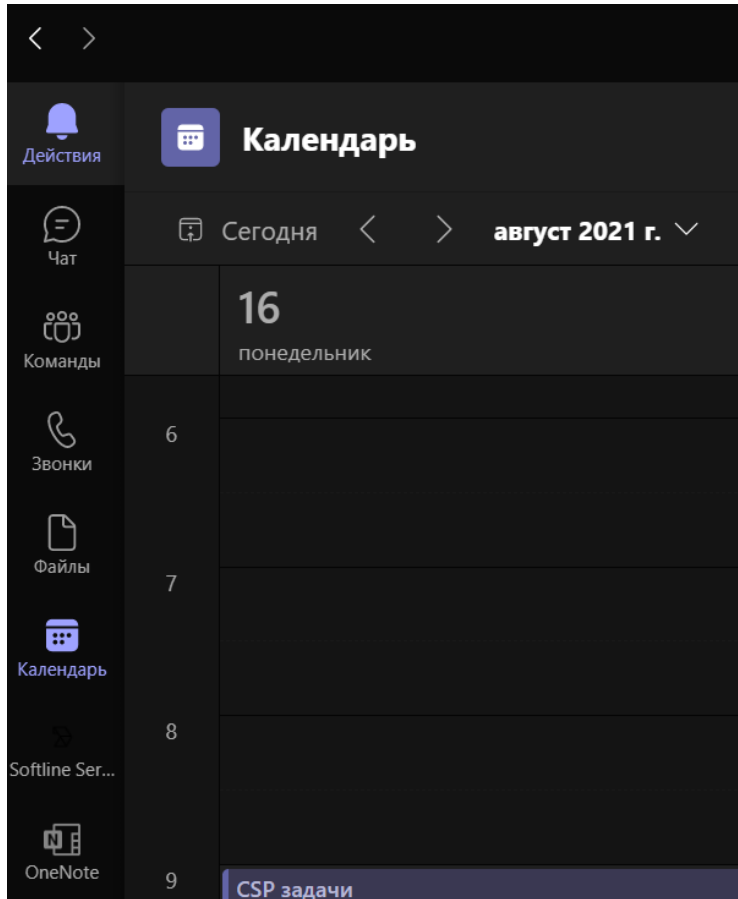 Действия
Чат
Команды
Звонки
Файлы
Календарь
Softline Ser...
OneNote
Календарь
Сегодня август 2021 г.
16
понедельник
6
7
8
9
CSP задачи